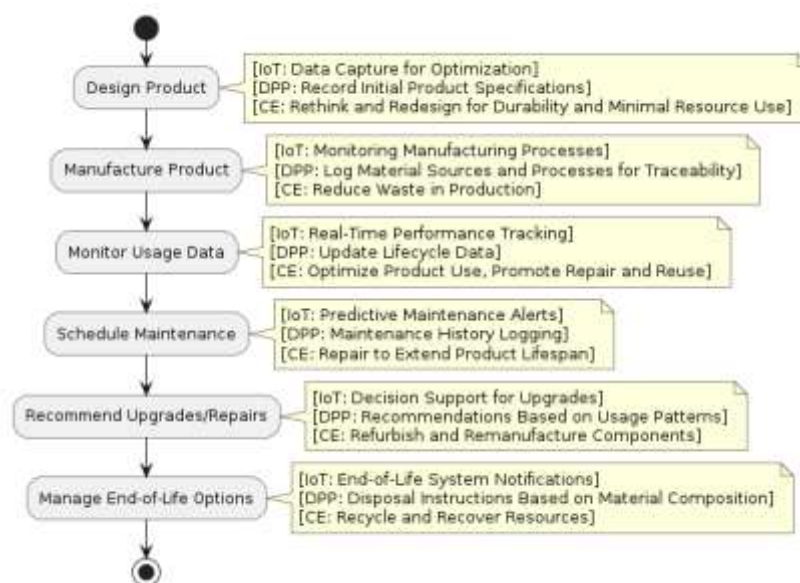 Design Product
[IoT: Data Capture for Optimization]
[DPP: Record Initial Product Specifications]
[CE: Rethink and Redesign for Durability and Minimal Resource Use]
Manufacture Product
[IoT: Monitoring Manufacturing Processes]
[DPP: Log Material Sources and Processes for Traceability]
[CE: Reduce Waste in Production]
Monitor Usage Data
[IoT: Real-Time Performance Tracking]
[DPP: Update Lifecycle Data]
[CE: Optimize Product Use, Promote Repair and Reuse]
Schedule Maintenance
[IoT: Predictive Maintenance Alerts]
[DPP: Maintenance History Logging]
[CE: Repair to Extend Product Lifespan]
Recommend Upgrades/Repairs
[IoT: Decision Support for Upgrades]
[DPP: Recommendations Based on Usage Patterns]
[CE: Refurbish and Remanufacture Components]
Manage End-of-Life Options
[IoT: End-of-Life System Notifications]
[DPP: Disposal Instructions Based on Material Composition]
[CE: Recycle and Recover Resources]